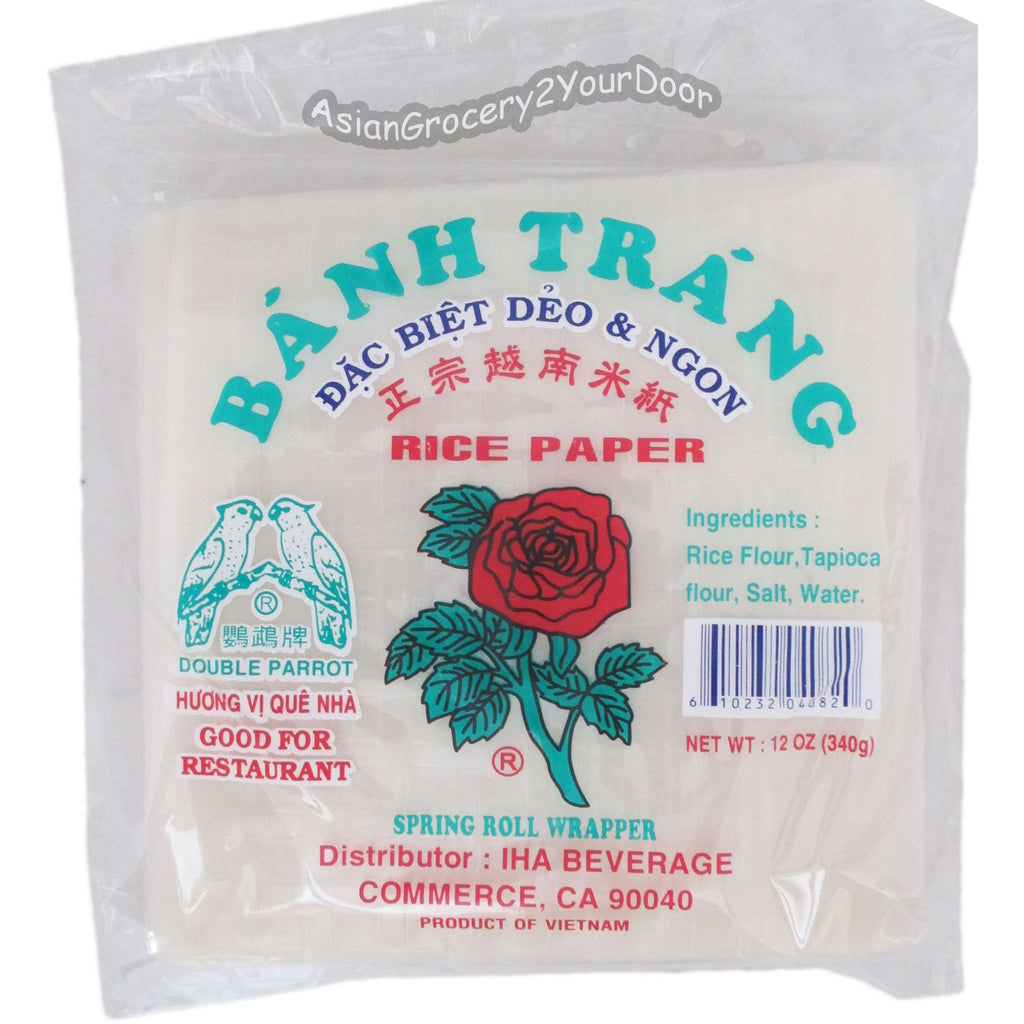 AsianGrocery2YourDoor
BÁNH TRÁNG
ĐẶC BIỆT DẺO & NGON
正宗越南米紙
RICE PAPER
Ingredients :
Rice Flour,Tapioca
flour, Salt, Water.
®
鸚鵡牌
DOUBLE PARROT
HƯƠNG VỊ QUÊ NHÀ
GOOD FOR
RESTAURANT
6 10232 04082 0
NET WT : 12 OZ (340g)
®
SPRING ROLL WRAPPER
Distributor : IHA BEVERAGE
COMMERCE, CA 90040
PRODUCT OF VIETNAM